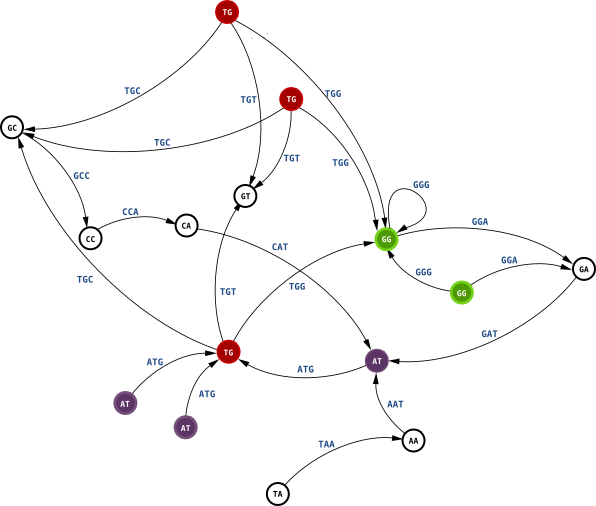 TG
TGC
TGT
TGG
TG
GC
TGC
TGT
TGG
GCC
GGG
GT
CCA
CA
GGA
CC
GG
CAT
GGA
GA
TGC
GGG
TGT
TGG
GG
GAT
TG
AT
ATG
ATG
ATG
AT
AAT
AT
TAA
AA
TA